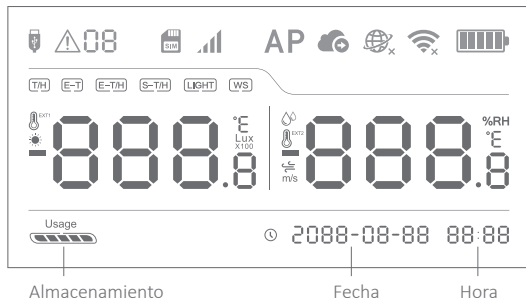 08 SIM AP
T/H E-T E-T/H S-T/H LIGHT WS
EXT1 -888.8 °E Lux X100 EXT2 m/s -888.8 %RH °E
Usage 2088-08-88 88:88
Almacenamiento Fecha Hora